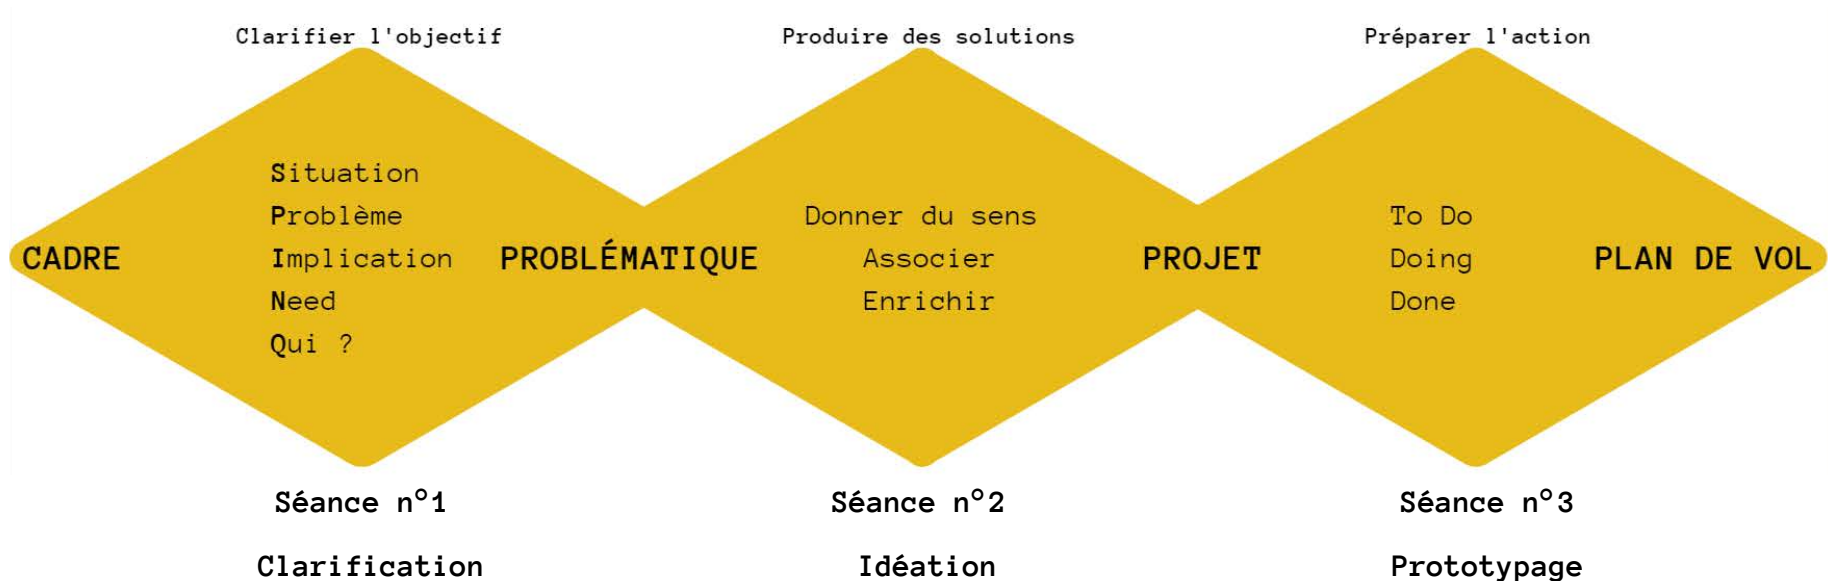 Clarifier l'objectif
Produire des solutions
Préparer l'action
Situation
Problème
Implication
Need
Qui ?
Donner du sens
Associer
Enrichir
To Do
Doing
Done
CADRE
PROBLÉMATIQUE
PROJET
PLAN DE VOL
Séance n°1
Séance n°2
Séance n°3
Clarification
Idéation
Prototypage